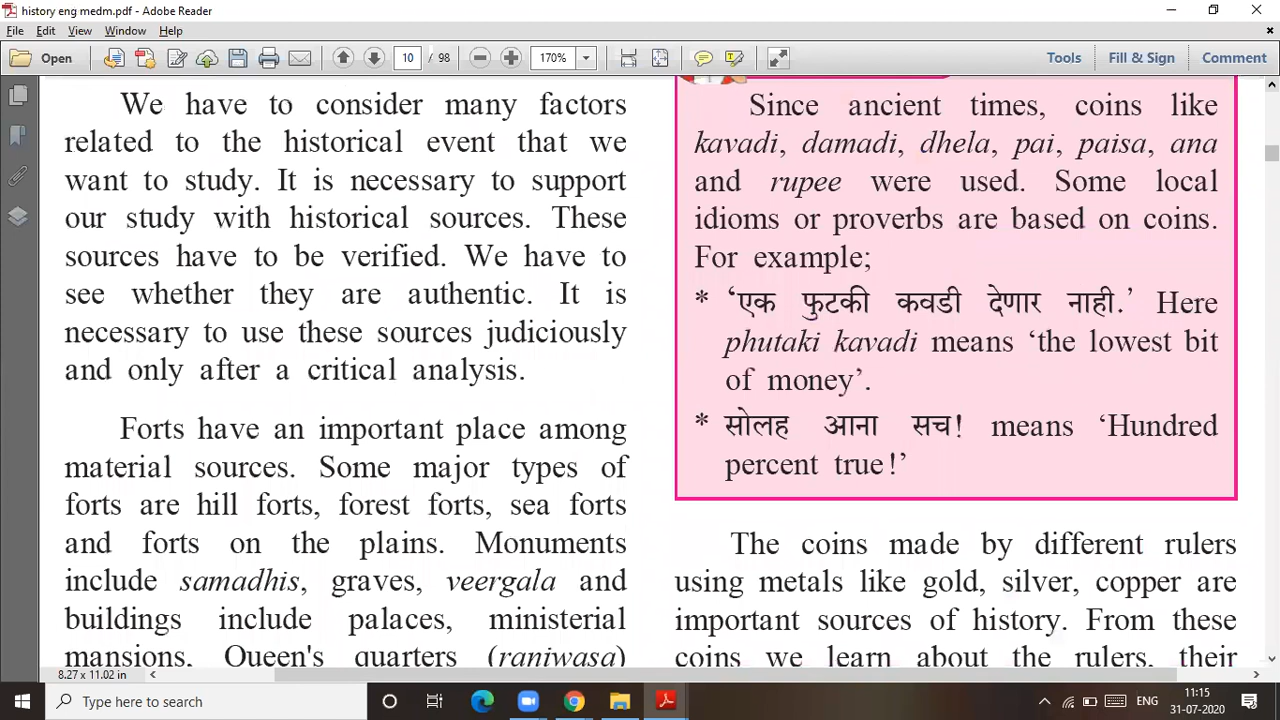 history eng medm.pdf - Adobe Reader
File Edit View Window Help
Open 10 / 98 170% Tools Fill & Sign Comment
We have to consider many factors
related to the historical event that we
want to study. It is necessary to support
our study with historical sources. These
sources have to be verified. We have to
see whether they are authentic. It is
necessary to use these sources judiciously
and only after a critical analysis.
Forts have an important place among
material sources. Some major types of
forts are hill forts, forest forts, sea forts
and forts on the plains. Monuments
include samadhis, graves, veergala and
buildings include palaces, ministerial
mansions, Queen's quarters (raniwasa)
Since ancient times, coins like
kavadi, damadi, dhela, pai, paisa, ana
and rupee were used. Some local
idioms or proverbs are based on coins.
For example;
* ‘एक फुटकी कवडी देणार नाही.’ Here
phutaki kavadi means ‘the lowest bit
of money’.
* सोलह आना सच! means ‘Hundred
percent true!’
The coins made by different rulers
using metals like gold, silver, copper are
important sources of history. From these
coins we learn about the rulers, their
8.27 x 11.02 in
Type here to search
ENG
11:15
31-07-2020